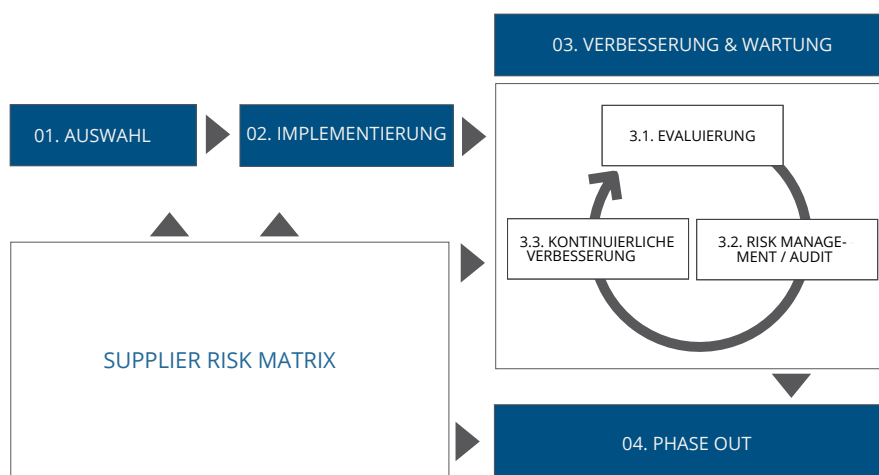 03. VERBESSERUNG & WARTUNG
01. AUSWAHL
02. IMPLEMENTIERUNG
3.1. EVALUIERUNG
3.3. KONTINUIERLICHE
VERBESSERUNG
3.2. RISK MANAGE-
MENT / AUDIT
SUPPLIER RISK MATRIX
04. PHASE OUT